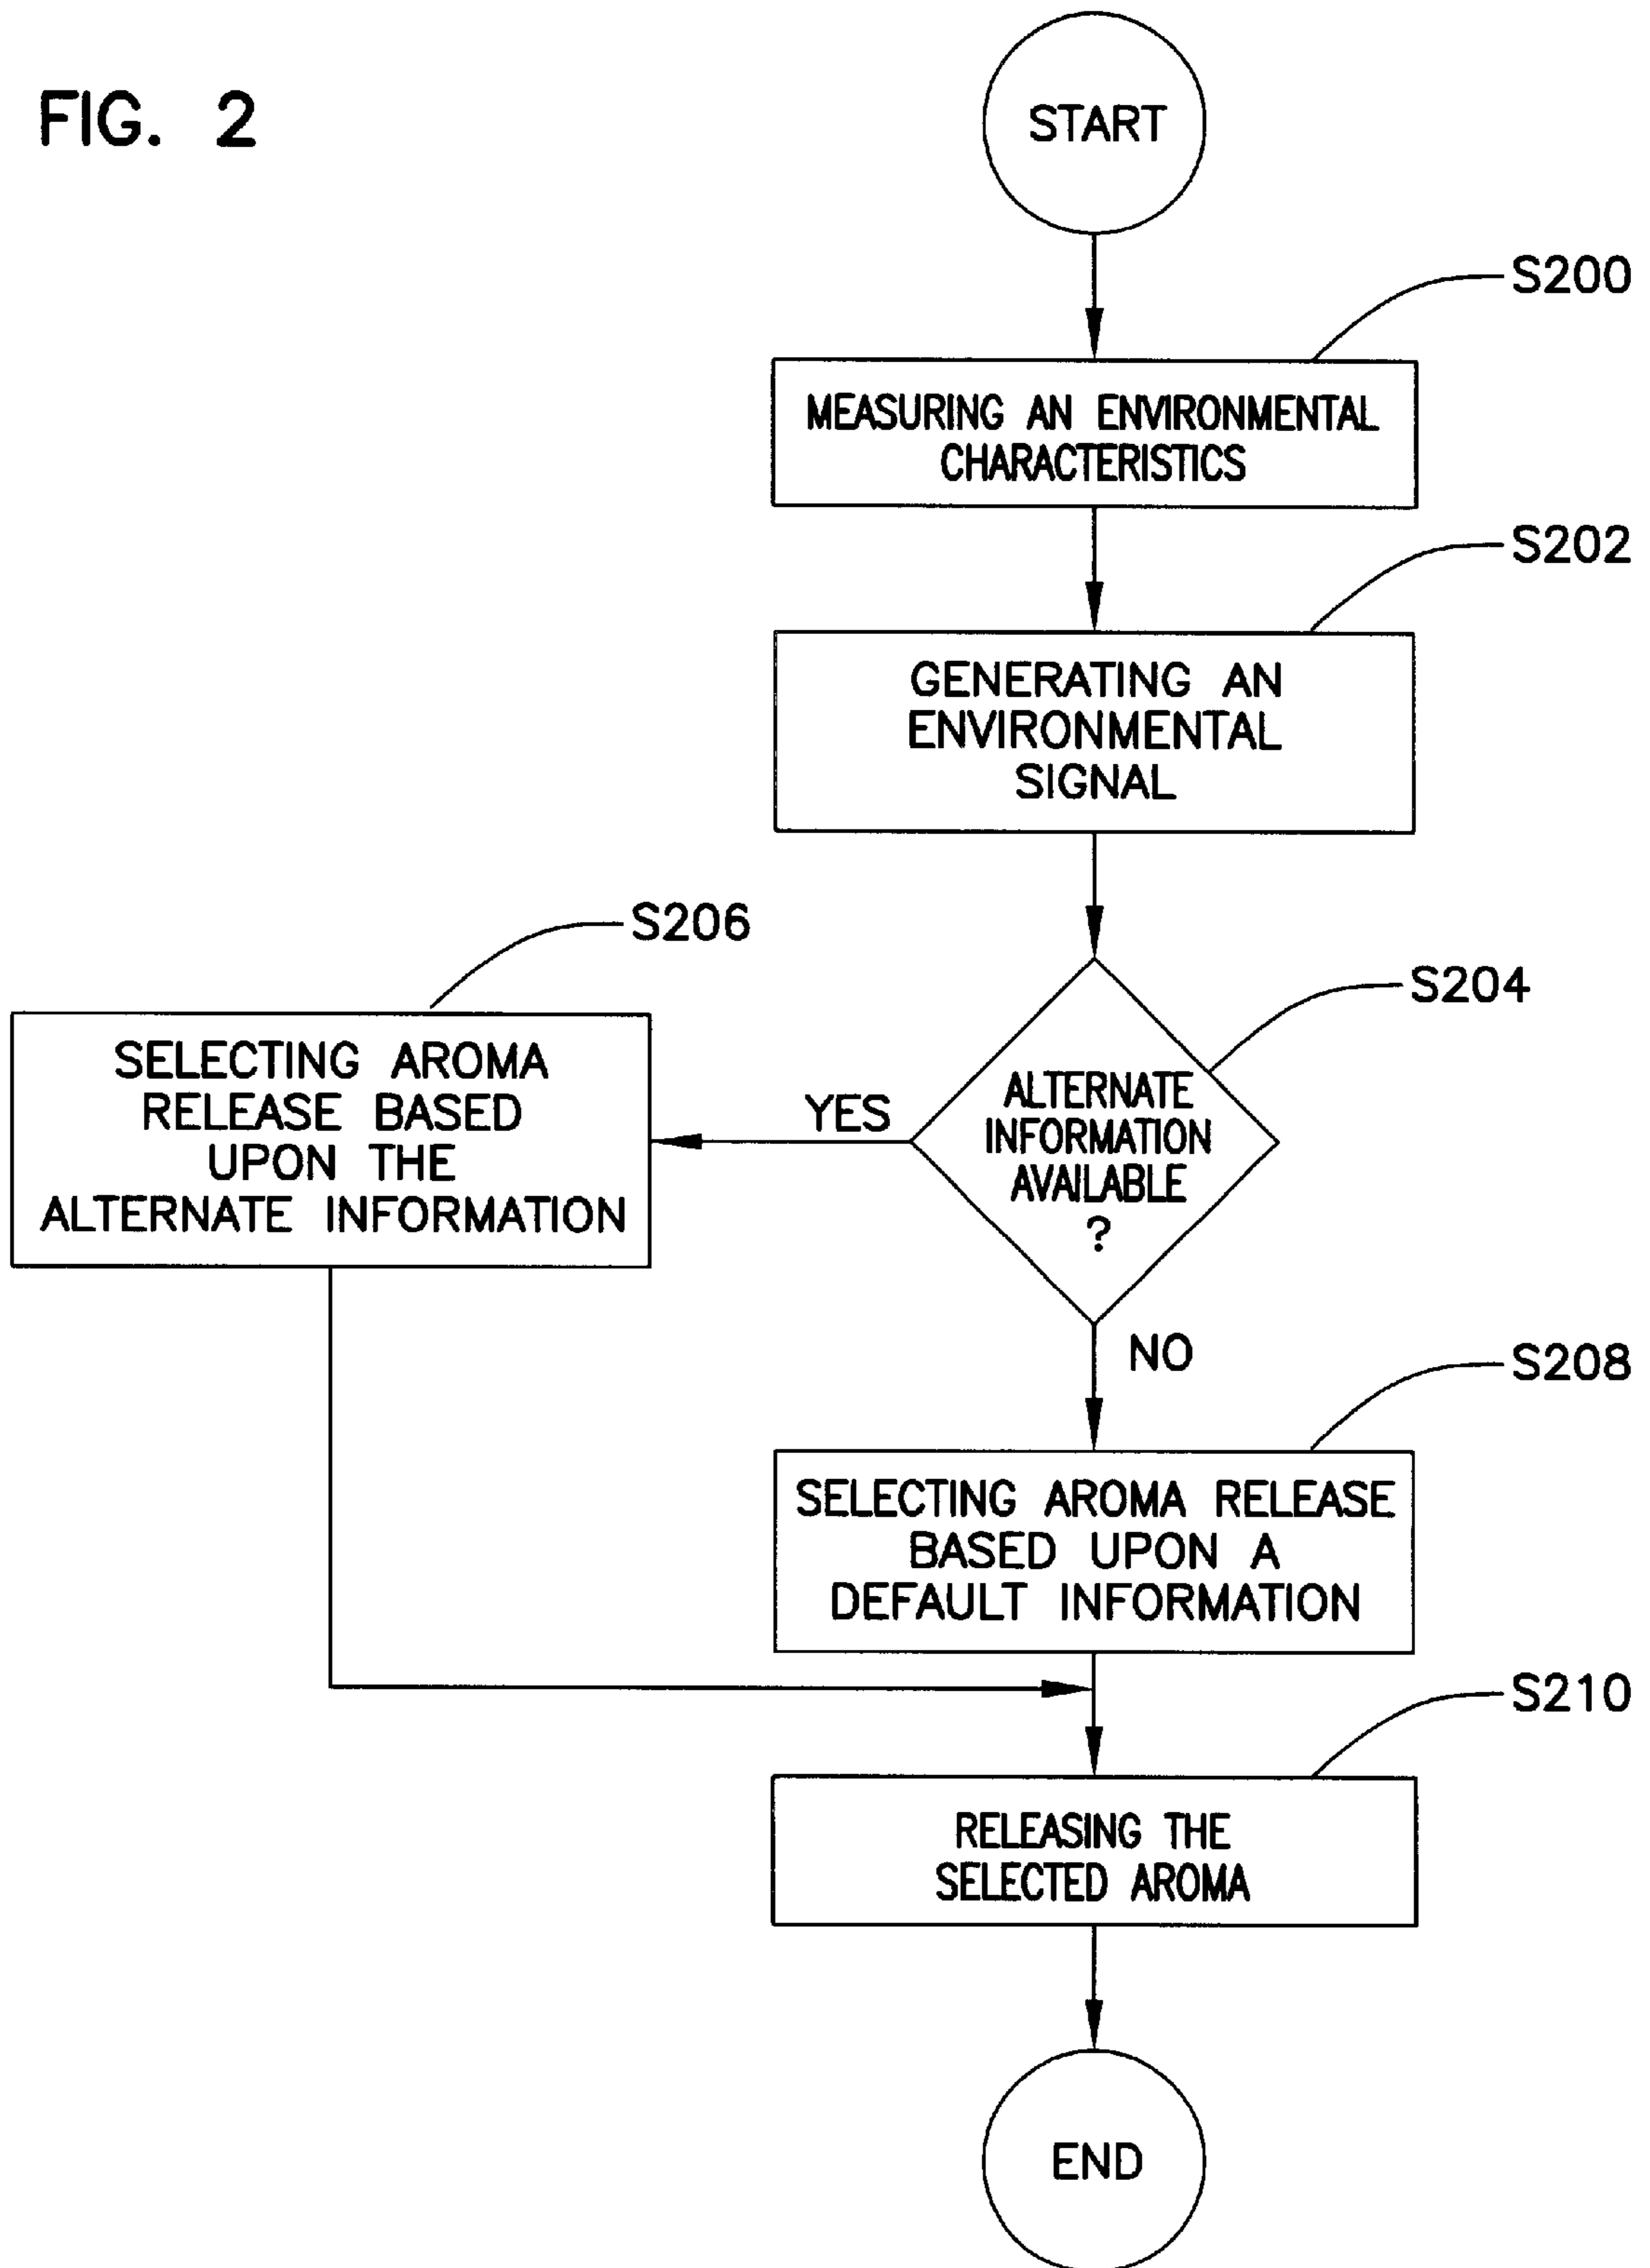 FIG. 2
START
S200
MEASURING AN ENVIRONMENTAL
CHARACTERISTICS
S202
GENERATING AN
ENVIRONMENTAL
SIGNAL
S204
ALTERNATE
INFORMATION
AVAILABLE
?
YES
S206
SELECTING AROMA
RELEASE BASED
UPON THE
ALTERNATE INFORMATION
NO
S208
SELECTING AROMA RELEASE
BASED UPON A
DEFAULT INFORMATION
S210
RELEASING THE
SELECTED AROMA
END